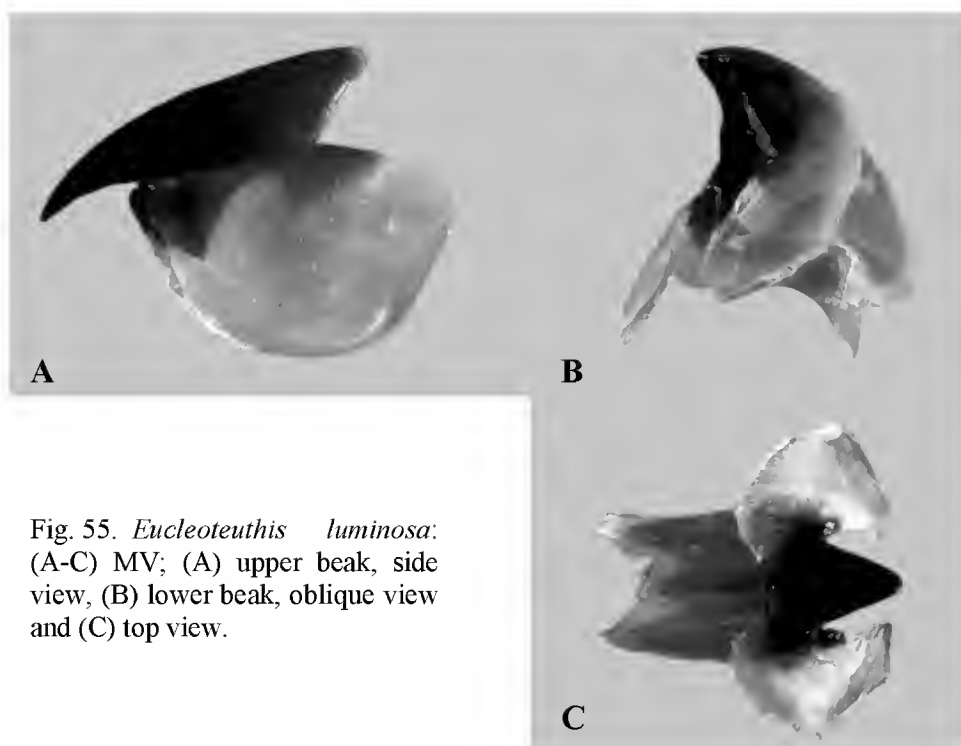 A
B
Fig. 55. Eucleoteuthis luminosa:
(A-C) MV; (A) upper beak, side
view, (B) lower beak, oblique view
and (C) top view.
C